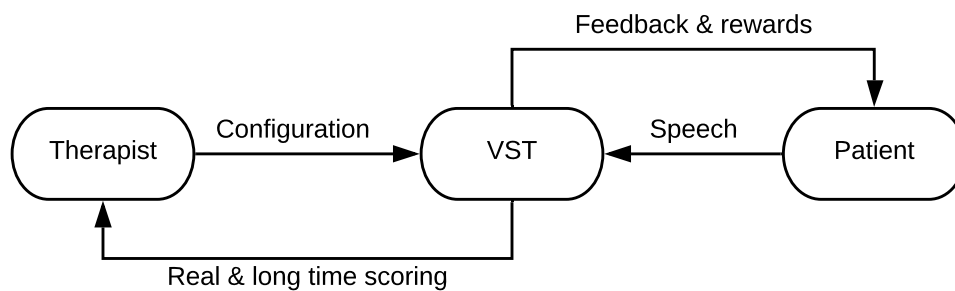 Feedback & rewards
Configuration
Speech
Therapist
VST
Patient
Real & long time scoring